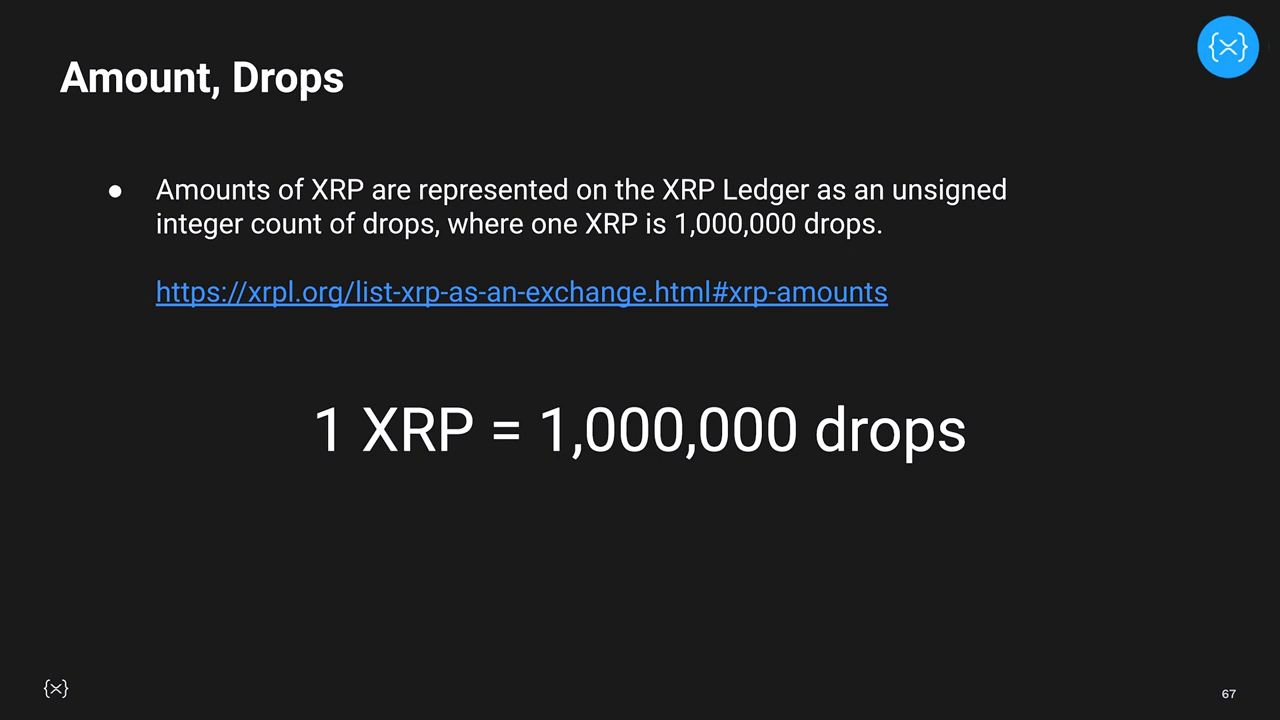 Amount, Drops
● Amounts of XRP are represented on the XRP Ledger as an unsigned
integer count of drops, where one XRP is 1,000,000 drops.
https://xrpl.org/list-xrp-as-an-exchange.html#xrp-amounts
1 XRP = 1,000,000 drops
{x}
67